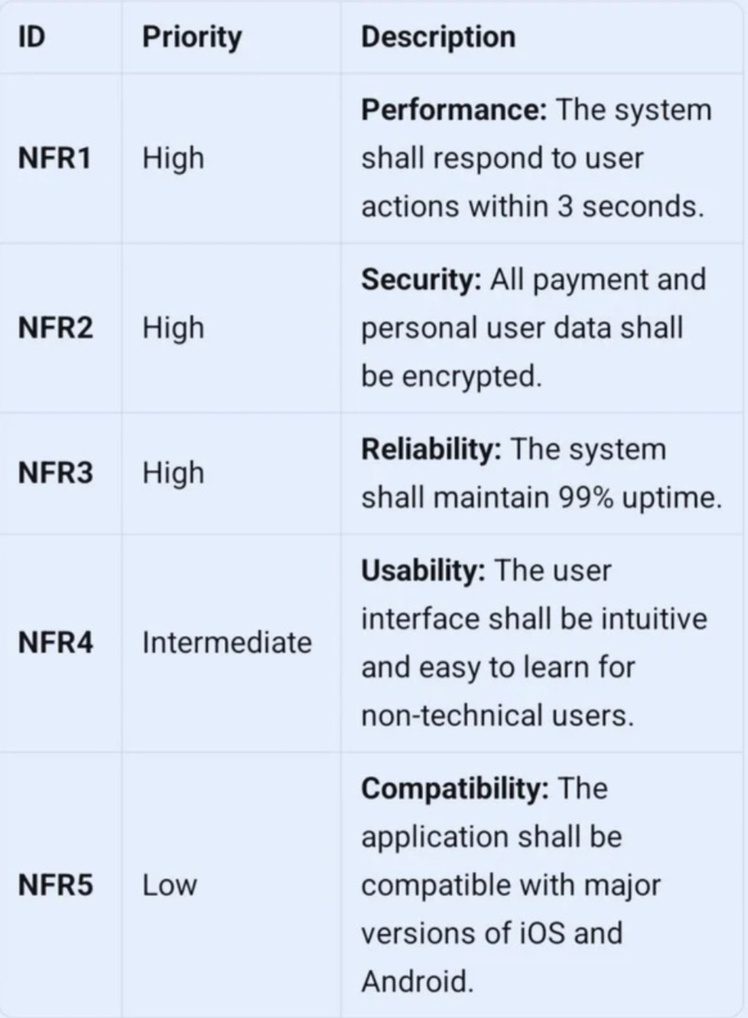 ID Priority Description
NFR1 High Performance: The system
shall respond to user
actions within 3 seconds.
NFR2 High Security: All payment and
personal user data shall
be encrypted.
NFR3 High Reliability: The system
shall maintain 99% uptime.
NFR4 Intermediate Usability: The user
interface shall be intuitive
and easy to learn for
non-technical users.
NFR5 Low Compatibility: The
application shall be
compatible with major
versions of iOS and
Android.